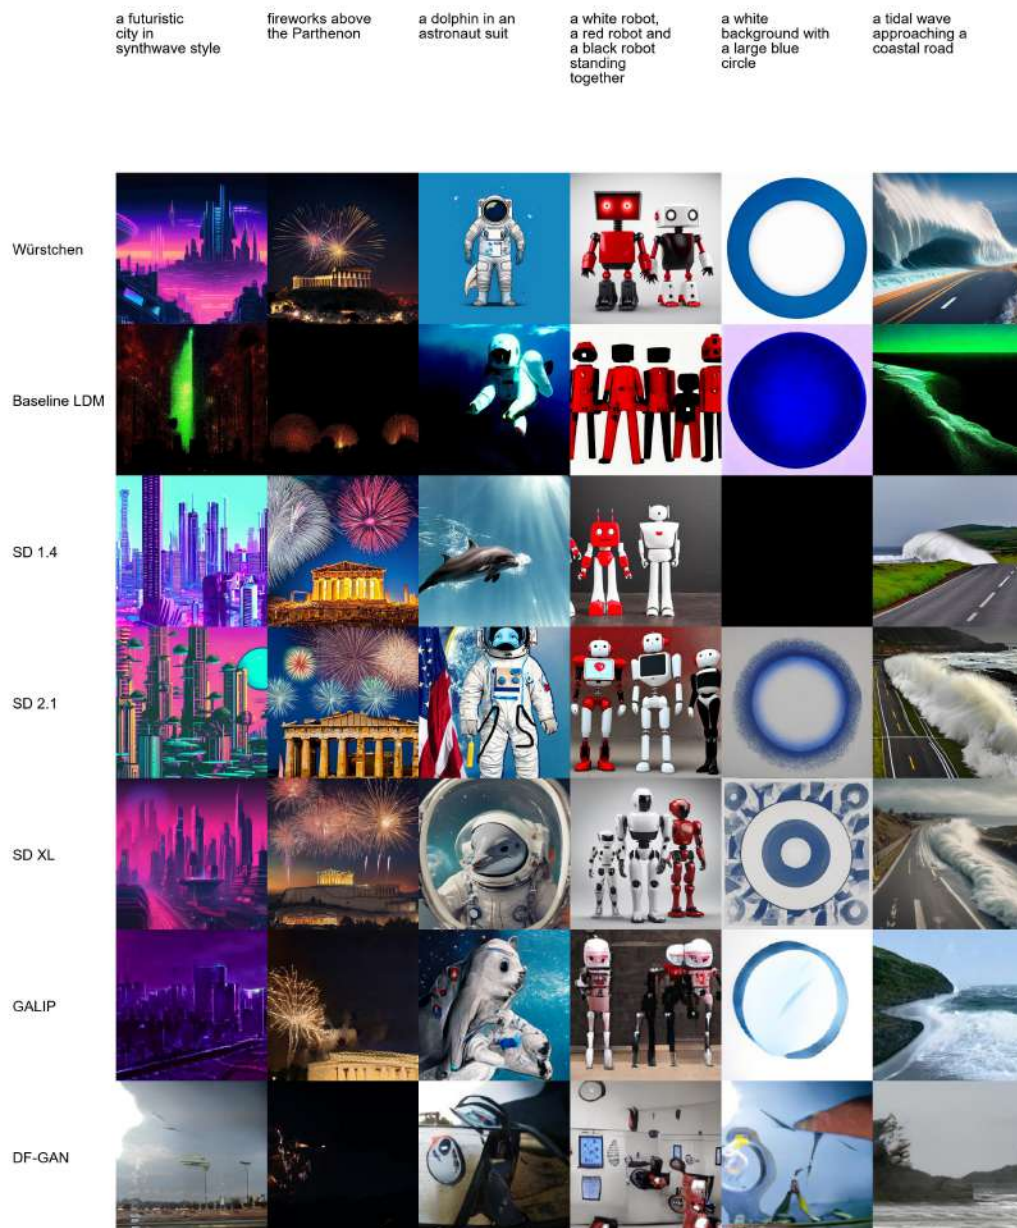 a futuristic
city in
synthwave style
fireworks above
the Parthenon
a dolphin in an
astronaut suit
a white robot,
a red robot and
a black robot
standing
together
a white
background with
a large blue
circle
a tidal wave
approaching a
coastal road
Würstchen
Baseline LDM
SD 1.4
SD 2.1
SD XL
GALIP
DF-GAN